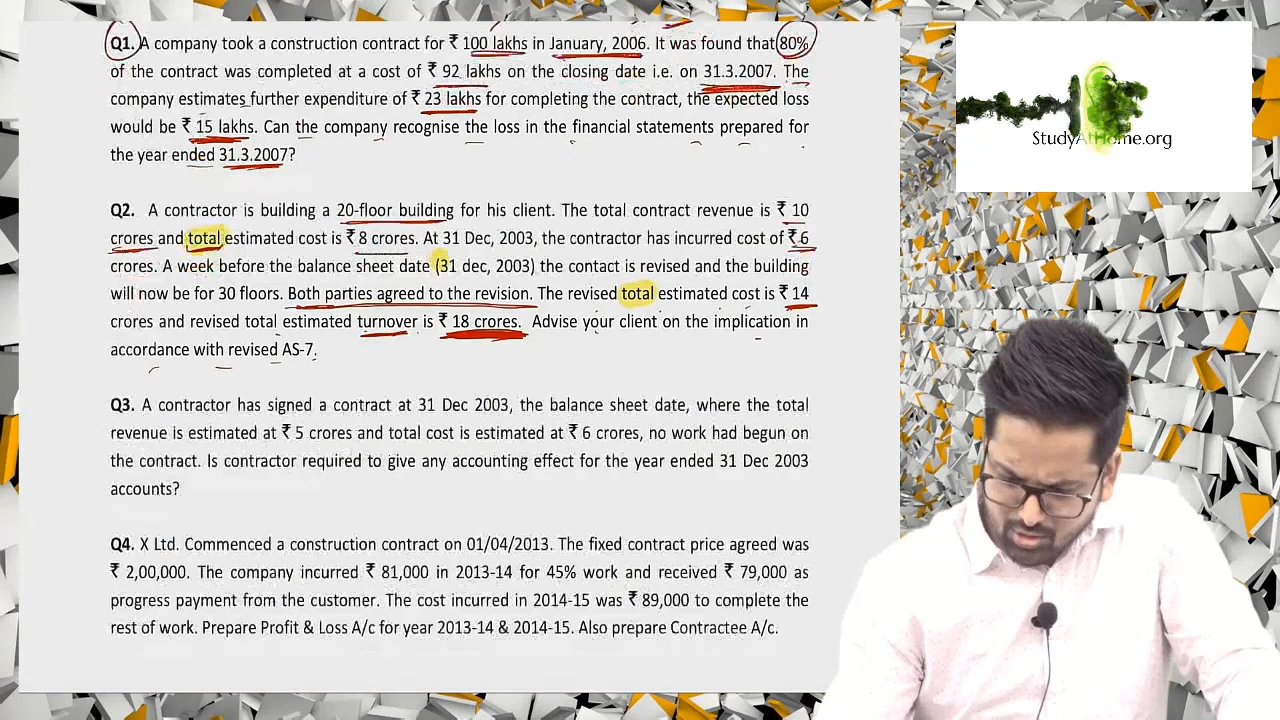 Q1. A company took a construction contract for ₹ 100 lakhs in January, 2006. It was found that 80%
of the contract was completed at a cost of ₹ 92 lakhs on the closing date i.e. on 31.3.2007. The
company estimates further expenditure of ₹ 23 lakhs for completing the contract, the expected loss
would be ₹ 15 lakhs. Can the company recognise the loss in the financial statements prepared for
the year ended 31.3.2007?
Q2. A contractor is building a 20-floor building for his client. The total contract revenue is ₹ 10
crores and total estimated cost is ₹ 8 crores. At 31 Dec, 2003, the contractor has incurred cost of ₹ 6
crores. A week before the balance sheet date (31 dec, 2003) the contact is revised and the building
will now be for 30 floors. Both parties agreed to the revision. The revised total estimated cost is ₹ 14
crores and revised total estimated turnover is ₹ 18 crores. Advise your client on the implication in
accordance with revised AS-7.
Q3. A contractor has signed a contract at 31 Dec 2003, the balance sheet date, where the total
revenue is estimated at ₹ 5 crores and total cost is estimated at ₹ 6 crores, no work had begun on
the contract. Is contractor required to give any accounting effect for the year ended 31 Dec 2003
accounts?
Q4. X Ltd. Commenced a construction contract on 01/04/2013. The fixed contract price agreed was
₹ 2,00,000. The company incurred ₹ 81,000 in 2013-14 for 45% work and received ₹ 79,000 as
progress payment from the customer. The cost incurred in 2014-15 was ₹ 89,000 to complete the
rest of work. Prepare Profit & Loss A/c for year 2013-14 & 2014-15. Also prepare Contractee A/c.
StudyAtHome.org